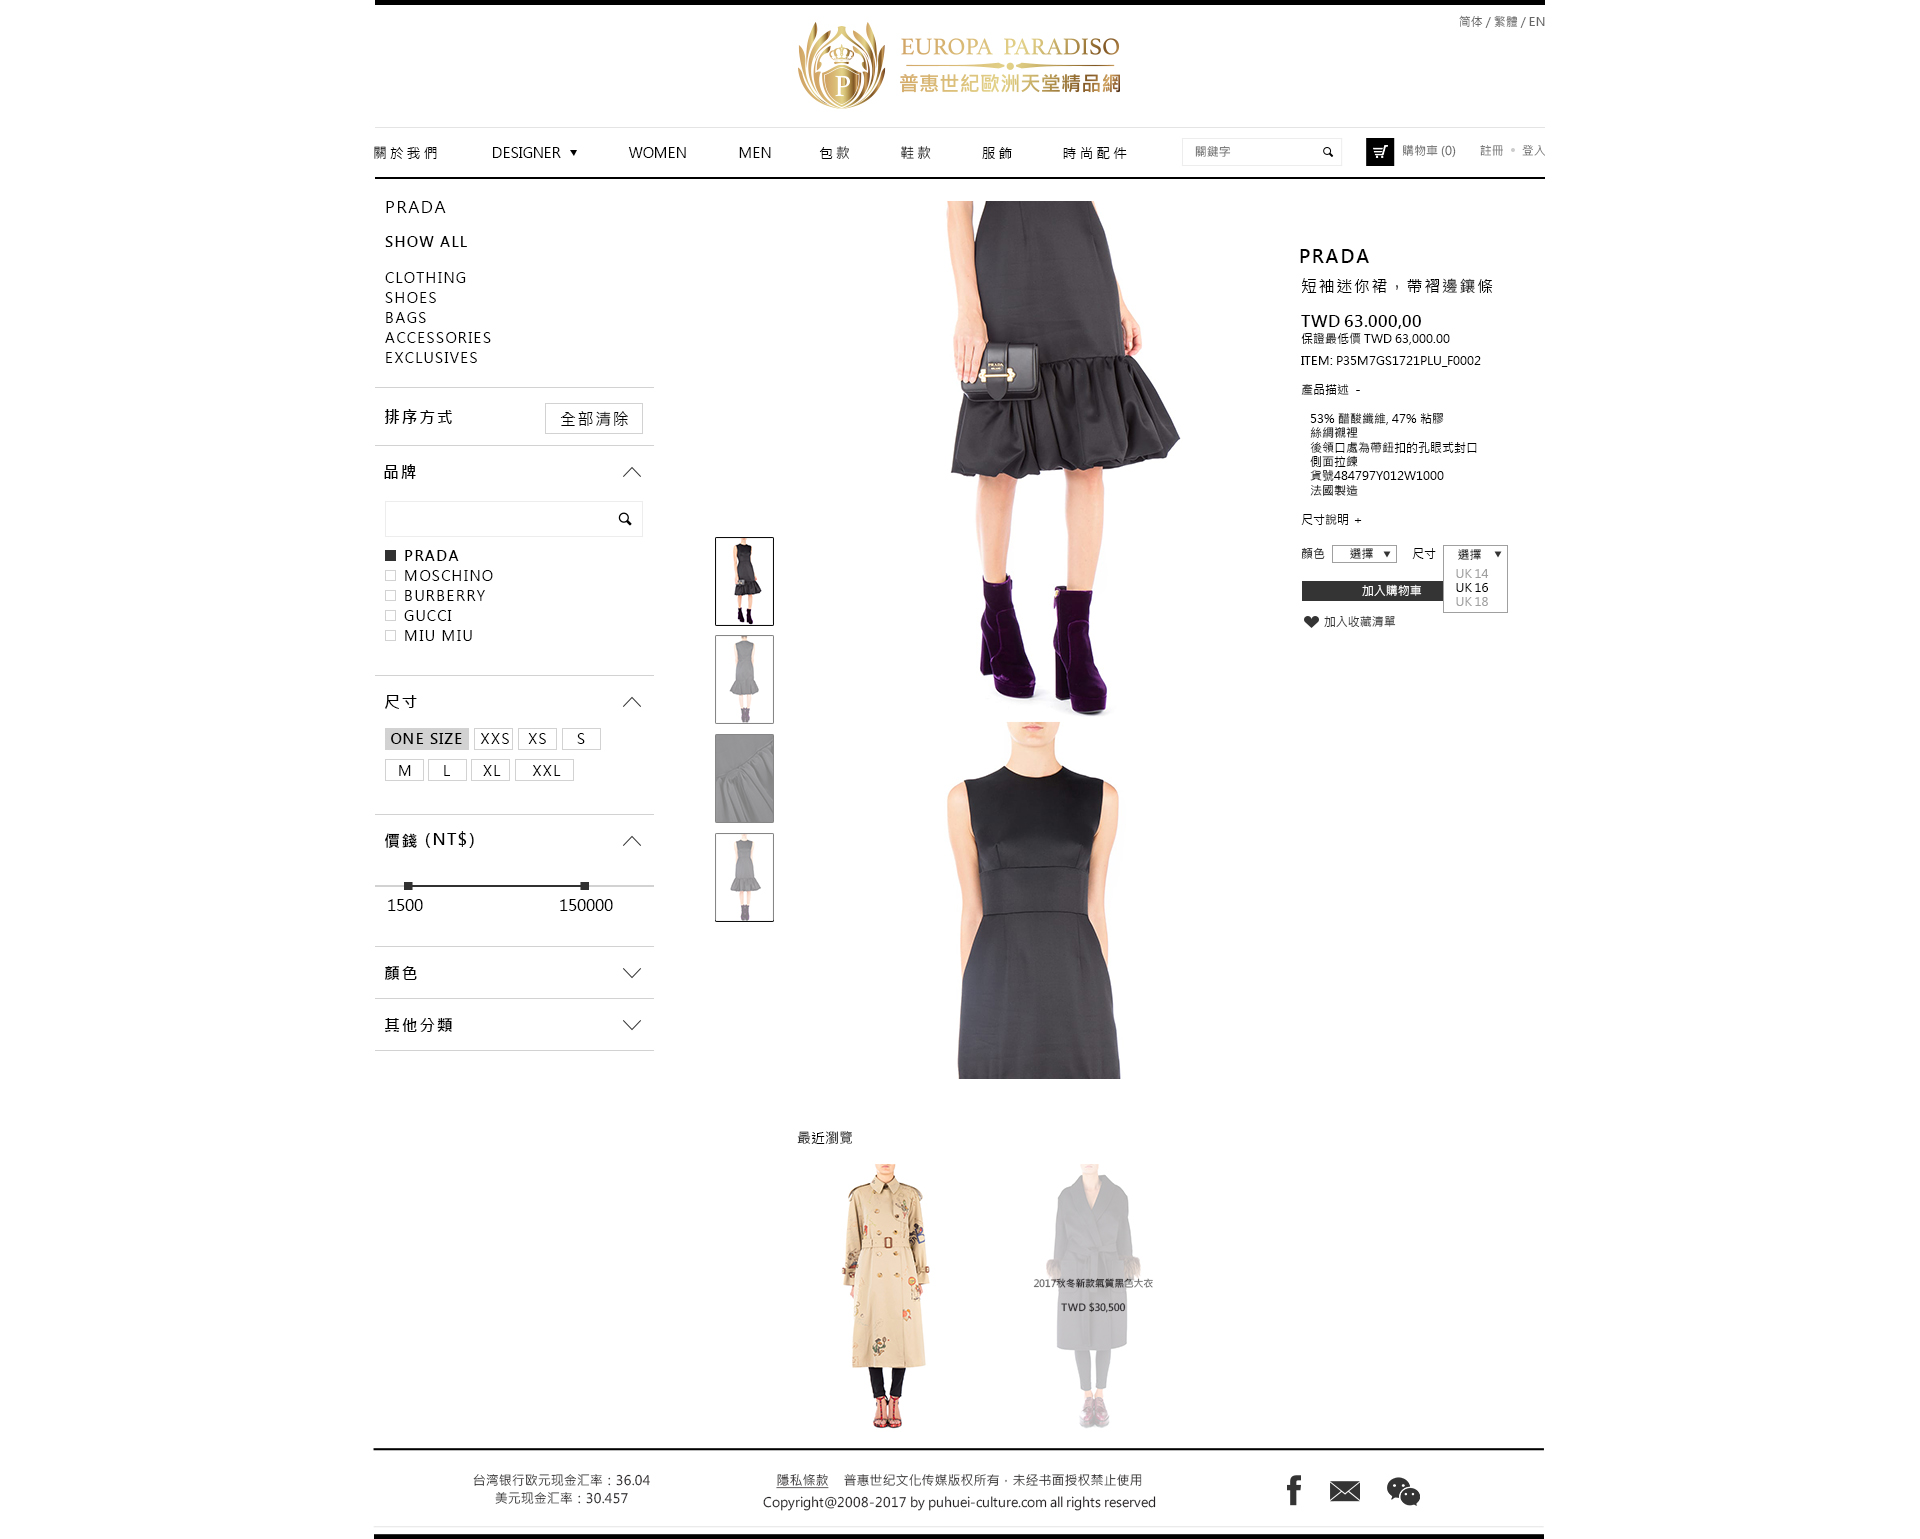 简体 / 繁體 / EN
EUROPA PARADISO
普惠世紀歐洲天堂精品網
P
關於我們 DESIGNER ▼ WOMEN MEN 包款 鞋款 服飾 時尚配件 關鍵字 購物車 (0) 註冊 登入
PRADA
SHOW ALL
CLOTHING
SHOES
BAGS
ACCESSORIES
EXCLUSIVES
排序方式 全部清除
品牌
PRADA
MOSCHINO
BURBERRY
GUCCI
MIU MIU
尺寸
ONE SIZE XXS XS S
M L XL XXL
價錢 (NT$)
1500 150000
顏色
其他分類
PRADA
PRADA
短袖迷你裙，帶褶邊鑲條
TWD 63.000,00
保證最低價 TWD 63,000.00
ITEM: P35M7GS1721PLU_F0002
產品描述 -
53% 醋酸纖維, 47% 粘膠
絲綢襯裡
後領口處為帶鈕扣的孔眼式封口
側面拉鍊
貨號484797Y012W1000
法國製造
尺寸說明 +
顏色 選擇 ▼ 尺寸 選擇 ▼
UK 14
UK 16
UK 18
加入購物車
加入收藏清單
最近瀏覽
2017秋冬新款氣質黑色大衣
TWD $30,500
台湾银行欧元现金汇率：36.04
美元现金汇率：30.457
隱私條款 普惠世纪文化传媒版权所有，未经书面授权禁止使用
Copyright@2008-2017 by puhuei-culture.com all rights reserved